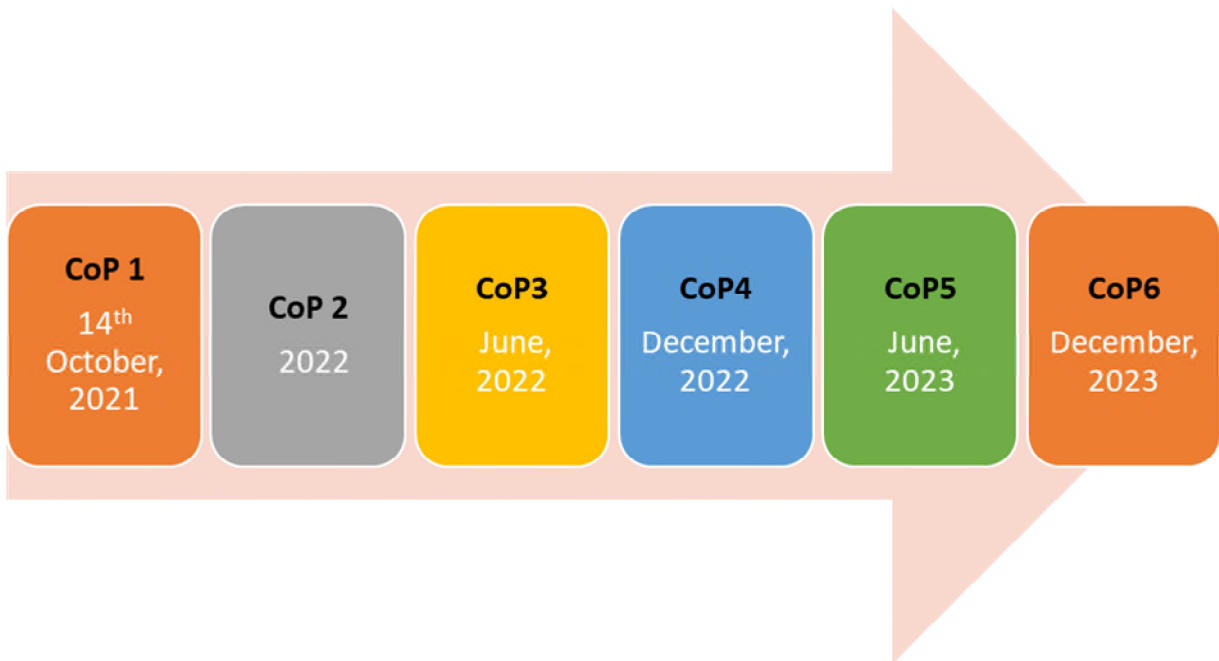 CoP 1
14th
October,
2021
CoP 2
2022
CoP3
June,
2022
CoP4
December,
2022
CoP5
June,
2023
CoP6
December,
2023